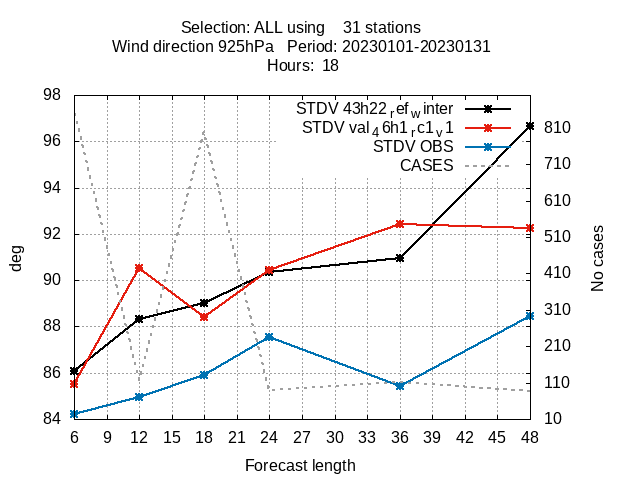 Selection: ALL using    31 stations
Wind direction 925hPa   Period: 20230101-20230131
Hours: 18
STDV 43h22refwinter
STDV val46h1rc1v1
STDV OBS
CASES
98
96
94
92
90
88
86
84
deg
810
710
610
510
410
310
210
110
10
No cases
6 9 12 15 18 21 24 27 30 33 36 39 42 45 48
Forecast length